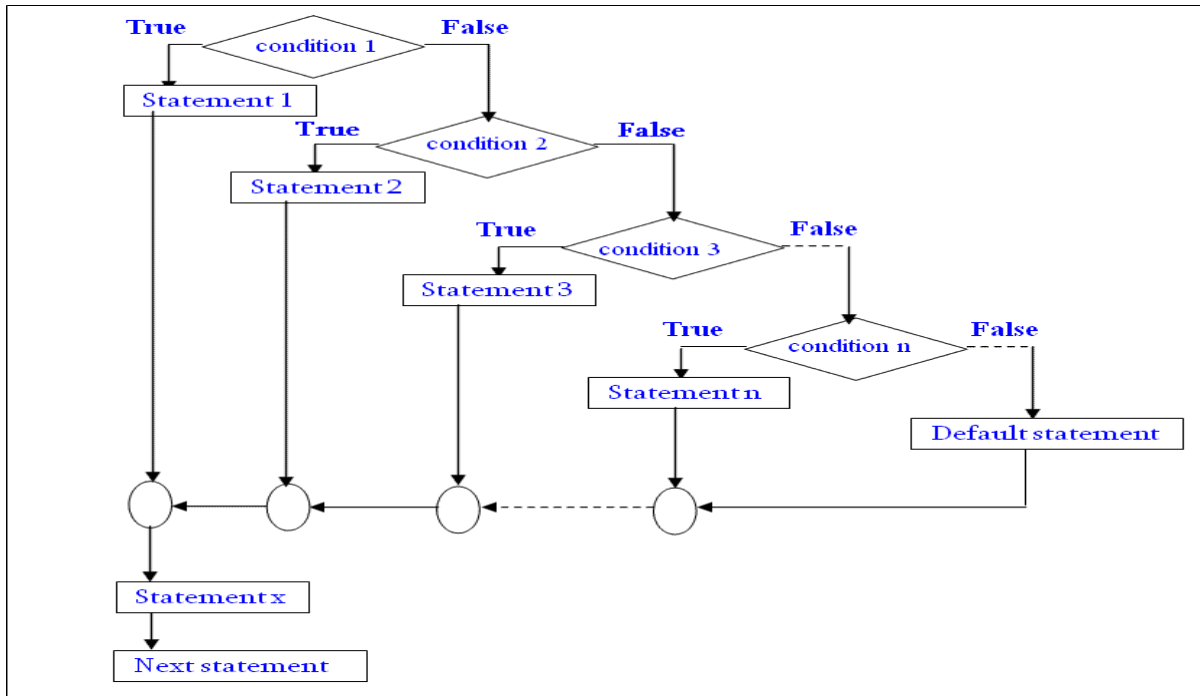 True
False
condition 1
Statement 1
True
False
condition 2
Statement 2
True
False
condition 3
Statement 3
True
False
condition n
Statement n
Default statement
Statement x
Next statement